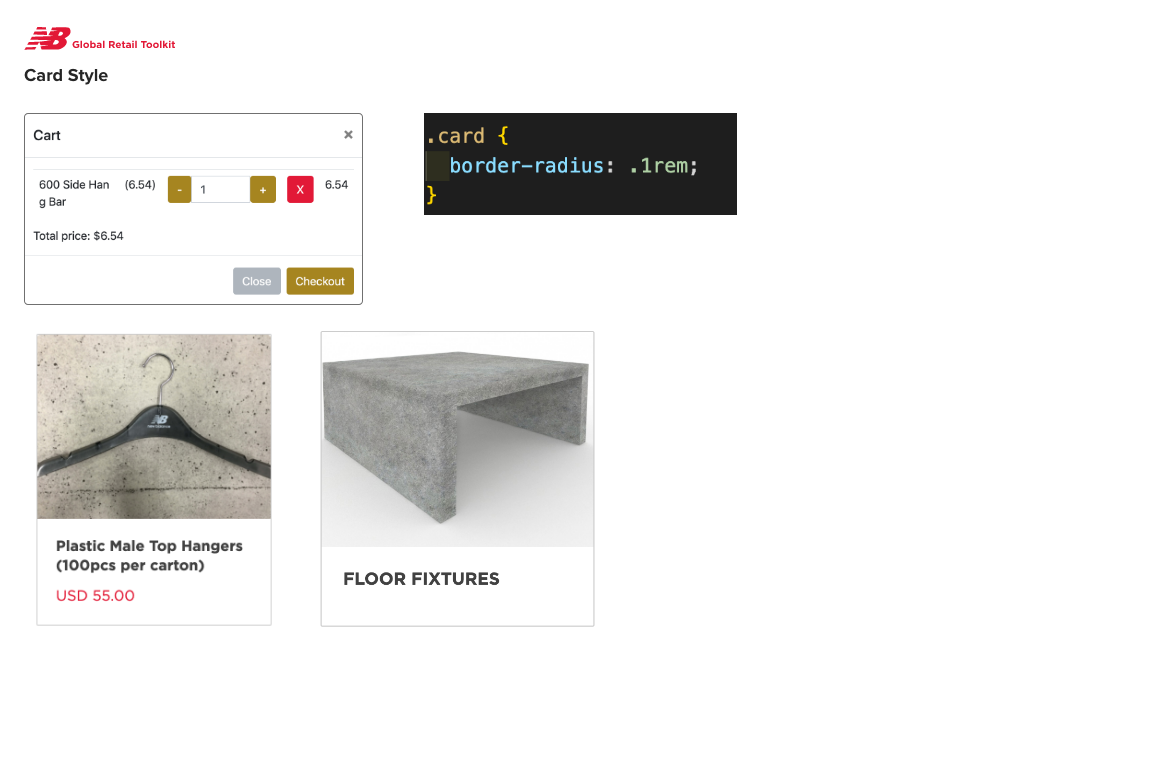 NB Global Retail Toolkit
Card Style
Cart ×
600 Side Han (6.54) - 1 + X 6.54
g Bar
Total price: $6.54
Close Checkout
.card {
border-radius: .1rem;
}
NB
Plastic Male Top Hangers
(100pcs per carton)
USD 55.00
FLOOR FIXTURES